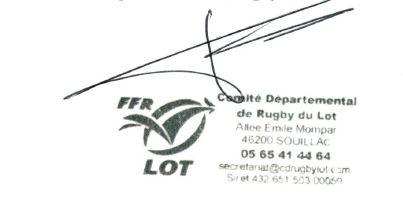 FFR
LOT
Comité Départemental
de Rugby du Lot
Allée Emile Mompar
46200 SOUILLAC
05 65 41 44 64
secretariat@cdrugbylot.com
Siret 432 651 503 00059